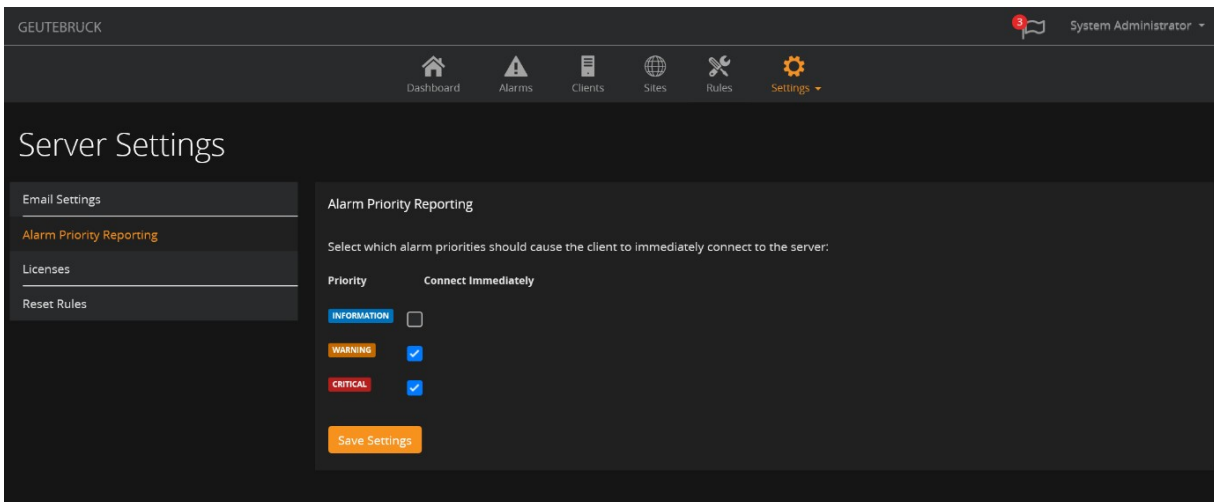 GEUTEBRUCK
3
System Administrator
Dashboard
Alarms
Clients
Sites
Rules
Settings
Server Settings
Email Settings
Alarm Priority Reporting
Licenses
Reset Rules
Alarm Priority Reporting
Select which alarm priorities should cause the client to immediately connect to the server:
Priority Connect Immediately
INFORMATION
WARNING
CRITICAL
Save Settings